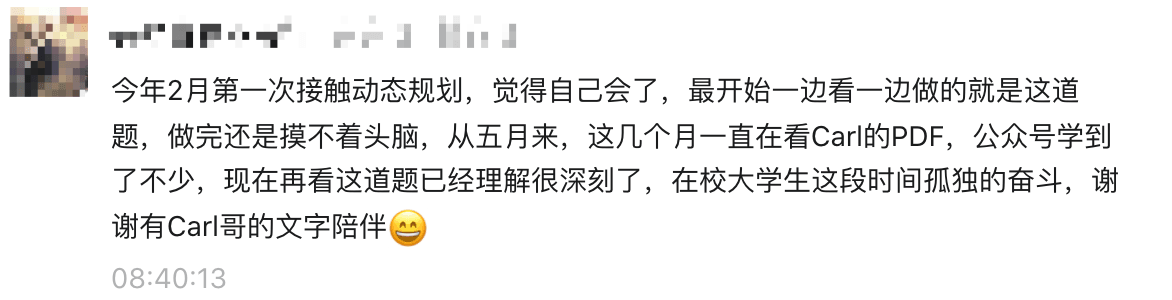 今年2月第一次接触动态规划，觉得自己会了，最开始一边看一边做的就是这道
题，做完还是摸不着头脑，从五月来，这几个月一直在看Carl的PDF，公众号学到
了不少，现在再看这道题已经理解很深刻了，在校大学生这段时间孤独的奋斗，谢
谢有Carl哥的文字陪伴😄
08:40:13